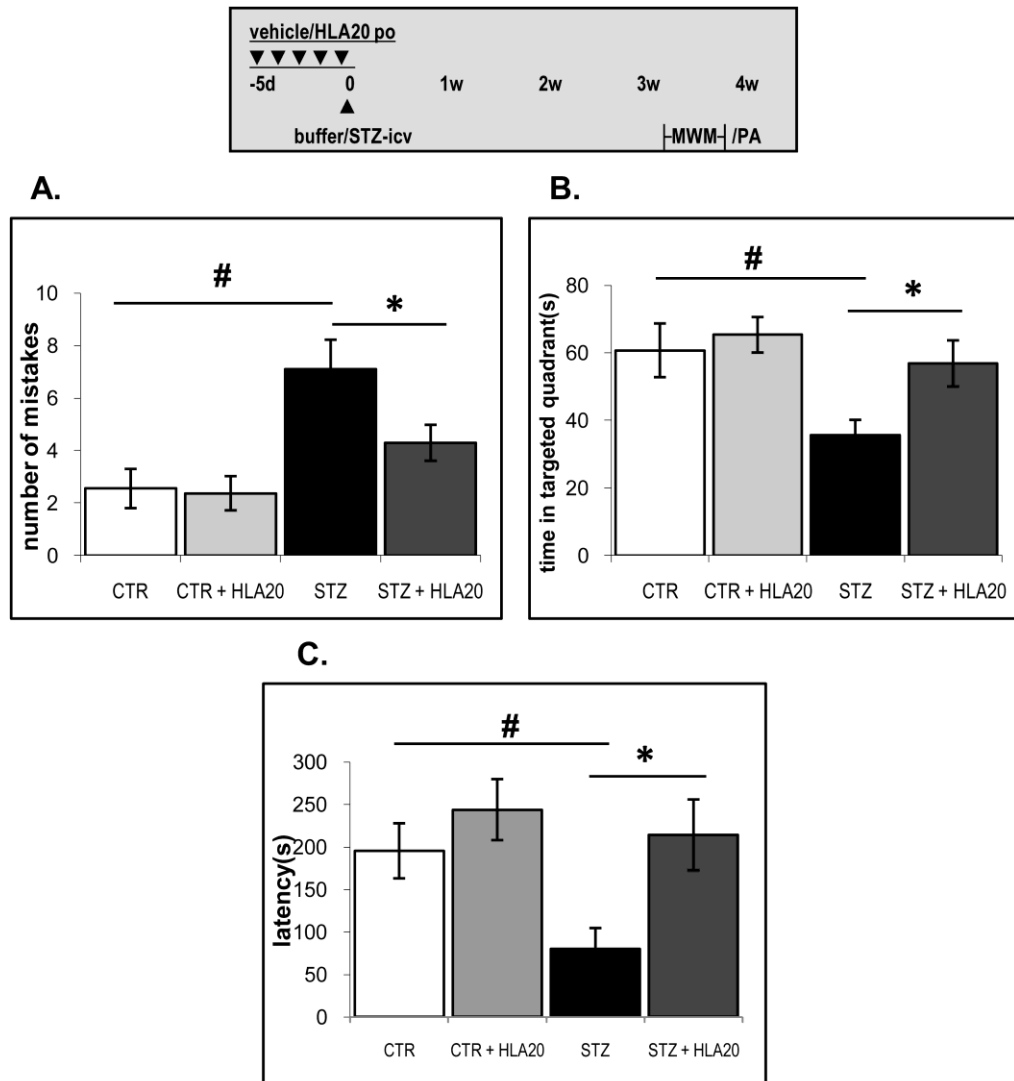 vehicle/HLA20 po
-5d 0 1w 2w 3w 4w
buffer/STZ-icv
MWM /PA
A.
#
*
number of mistakes
10
8
6
4
2
0
CTR CTR + HLA20 STZ STZ + HLA20
B.
#
*
time in targeted quadrant(s)
80
60
40
20
0
CTR CTR + HLA20 STZ STZ + HLA20
C.
#
*
latency(s)
300
250
200
150
100
50
0
CTR CTR + HLA20 STZ STZ + HLA20